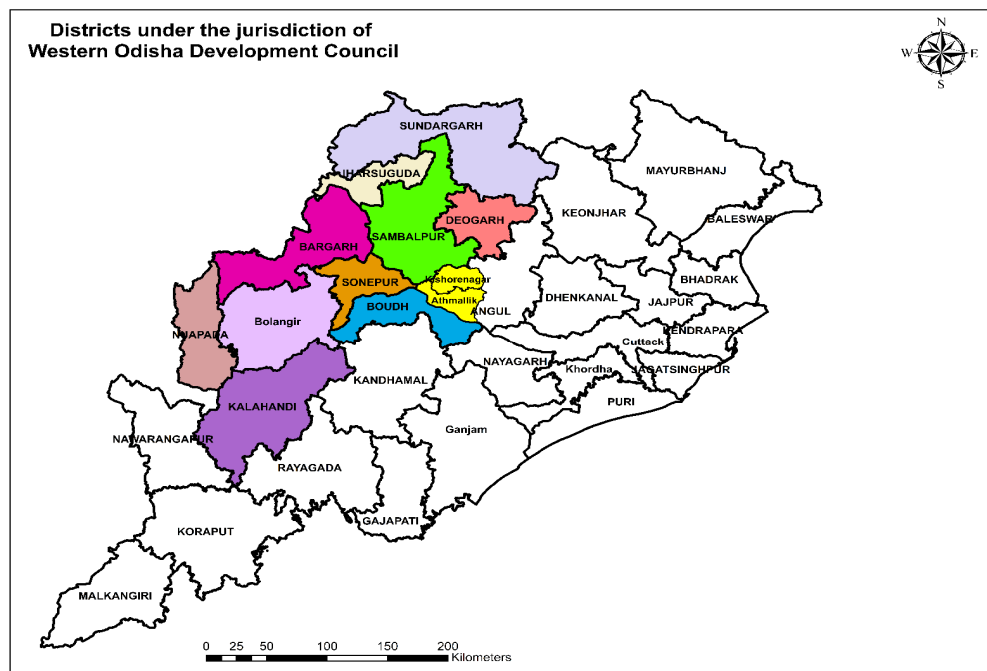 Districts under the jurisdiction of
Western Odisha Development Council
N
W
E
S
SUNDARGARH
JHARSUGUDA
MAYURBHANJ
DEOGARH
KEONJHAR
BALESWAR
SAMBALPUR
BARGARH
Kishorenagar
BHADRAK
SONEPUR
Athmallik
DHENKANAL
JAJPUR
BOUDH
ANGUL
Bolangir
NUAPADA
KENDRAPARA
Cuttack
NAYAGARH
Khordha
JAGATSINGHPUR
KANDHAMAL
PURI
KALAHANDI
Ganjam
NAWARANGAPUR
RAYAGADA
GAJAPATI
KORAPUT
MALKANGIRI
0 25 50 100 150 200
Kilometers